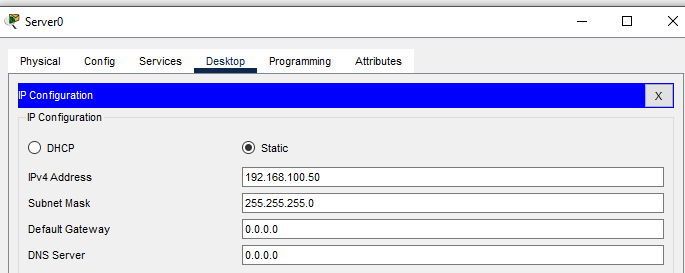 Server0
Physical Config Services Desktop Programming Attributes
IP Configuration X
IP Configuration
DHCP Static
IPv4 Address 192.168.100.50
Subnet Mask 255.255.255.0
Default Gateway 0.0.0.0
DNS Server 0.0.0.0